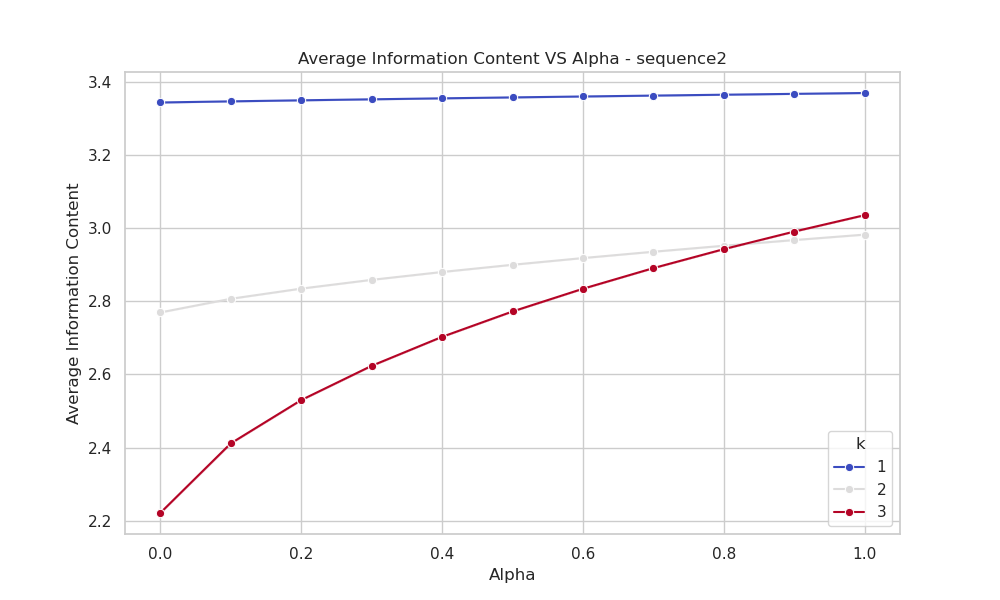 Average Information Content VS Alpha - sequence2
Average Information Content
3.4
3.2
3.0
2.8
2.6
2.4
2.2
k
1
2
3
0.0 0.2 0.4 0.6 0.8 1.0
Alpha